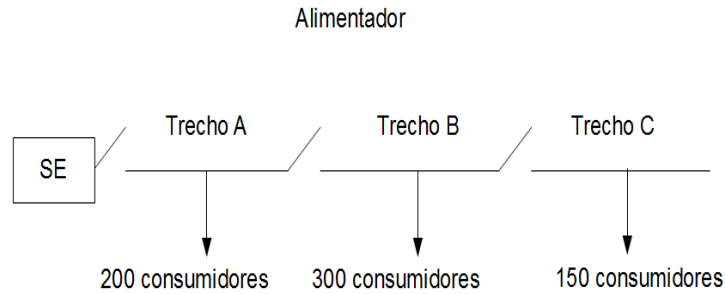 Alimentador
Trecho A
Trecho B
Trecho C
SE
200 consumidores
300 consumidores
150 consumidores